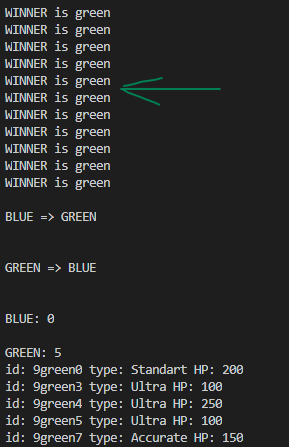 WINNER is green
WINNER is green
WINNER is green
WINNER is green
WINNER is green
WINNER is green
WINNER is green
WINNER is green
WINNER is green
WINNER is green
WINNER is green
BLUE => GREEN
GREEN => BLUE
BLUE: 0
GREEN: 5
id: 9green0 type: Standart HP: 200
id: 9green3 type: Ultra HP: 100
id: 9green4 type: Ultra HP: 250
id: 9green5 type: Ultra HP: 100
id: 9green7 type: Accurate HP: 150